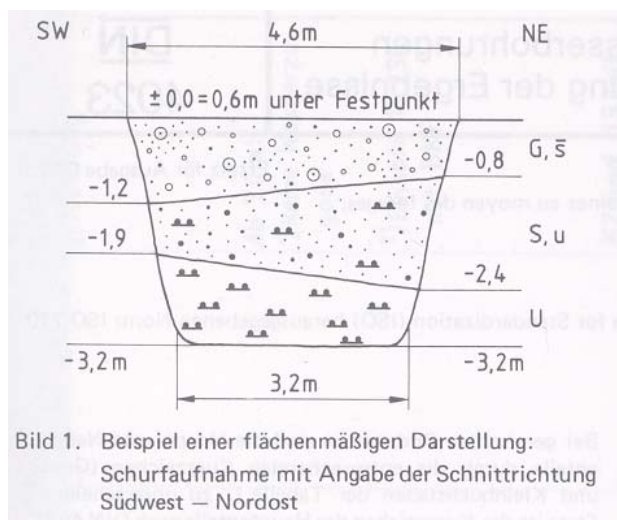 SW 4,6m NE
± 0,0 = 0,6m unter Festpunkt
G, s̅
-0,8
-1,2
S, u
-1,9
-2,4
U
-3,2m -3,2m
3,2m
Bild 1. Beispiel einer flächenmäßigen Darstellung:
Schurfaufnahme mit Angabe der Schnittrichtung
Südwest — Nordost